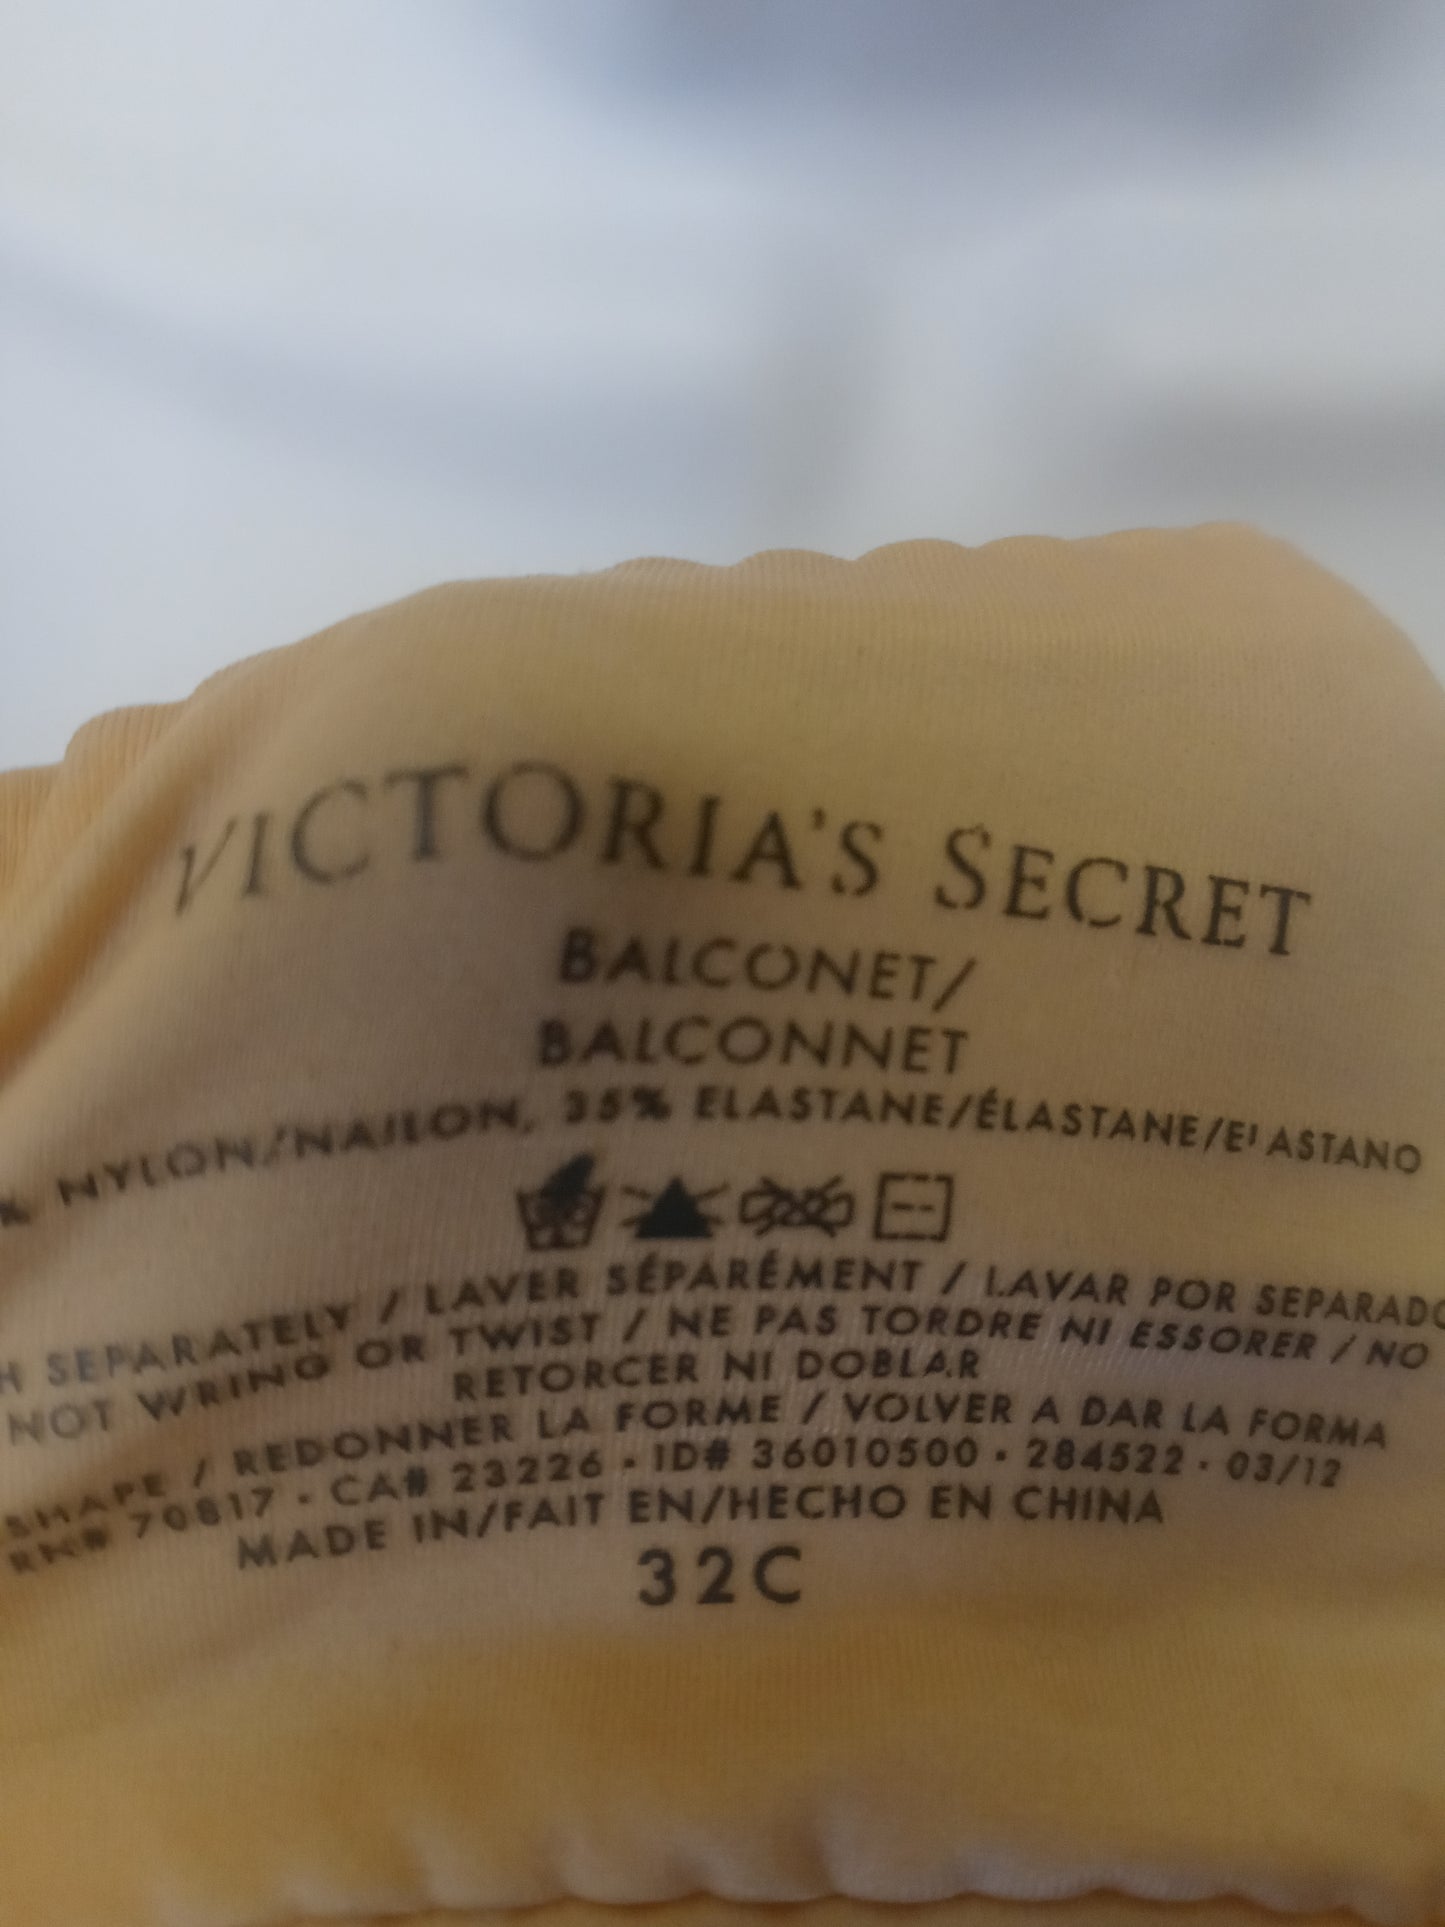 VICTORIA'S SECRET
BALCONET/
BALCONNET
% NYLON/NAILON, 35% ELASTANE/ÉLASTANE/ELASTANO
H SEPARATELY / LAVER SÉPARÉMENT / LAVAR POR SEPARADO
NOT WRING OR TWIST / NE PAS TORDRE NI ESSORER / NO
RETORCER NI DOBLAR
SHAPE / REDONNER LA FORME / VOLVER A DAR LA FORMA
RN# 70817 · CA# 23226 · ID# 36010500 · 284522 · 03/12
MADE IN/FAIT EN/HECHO EN CHINA
32C